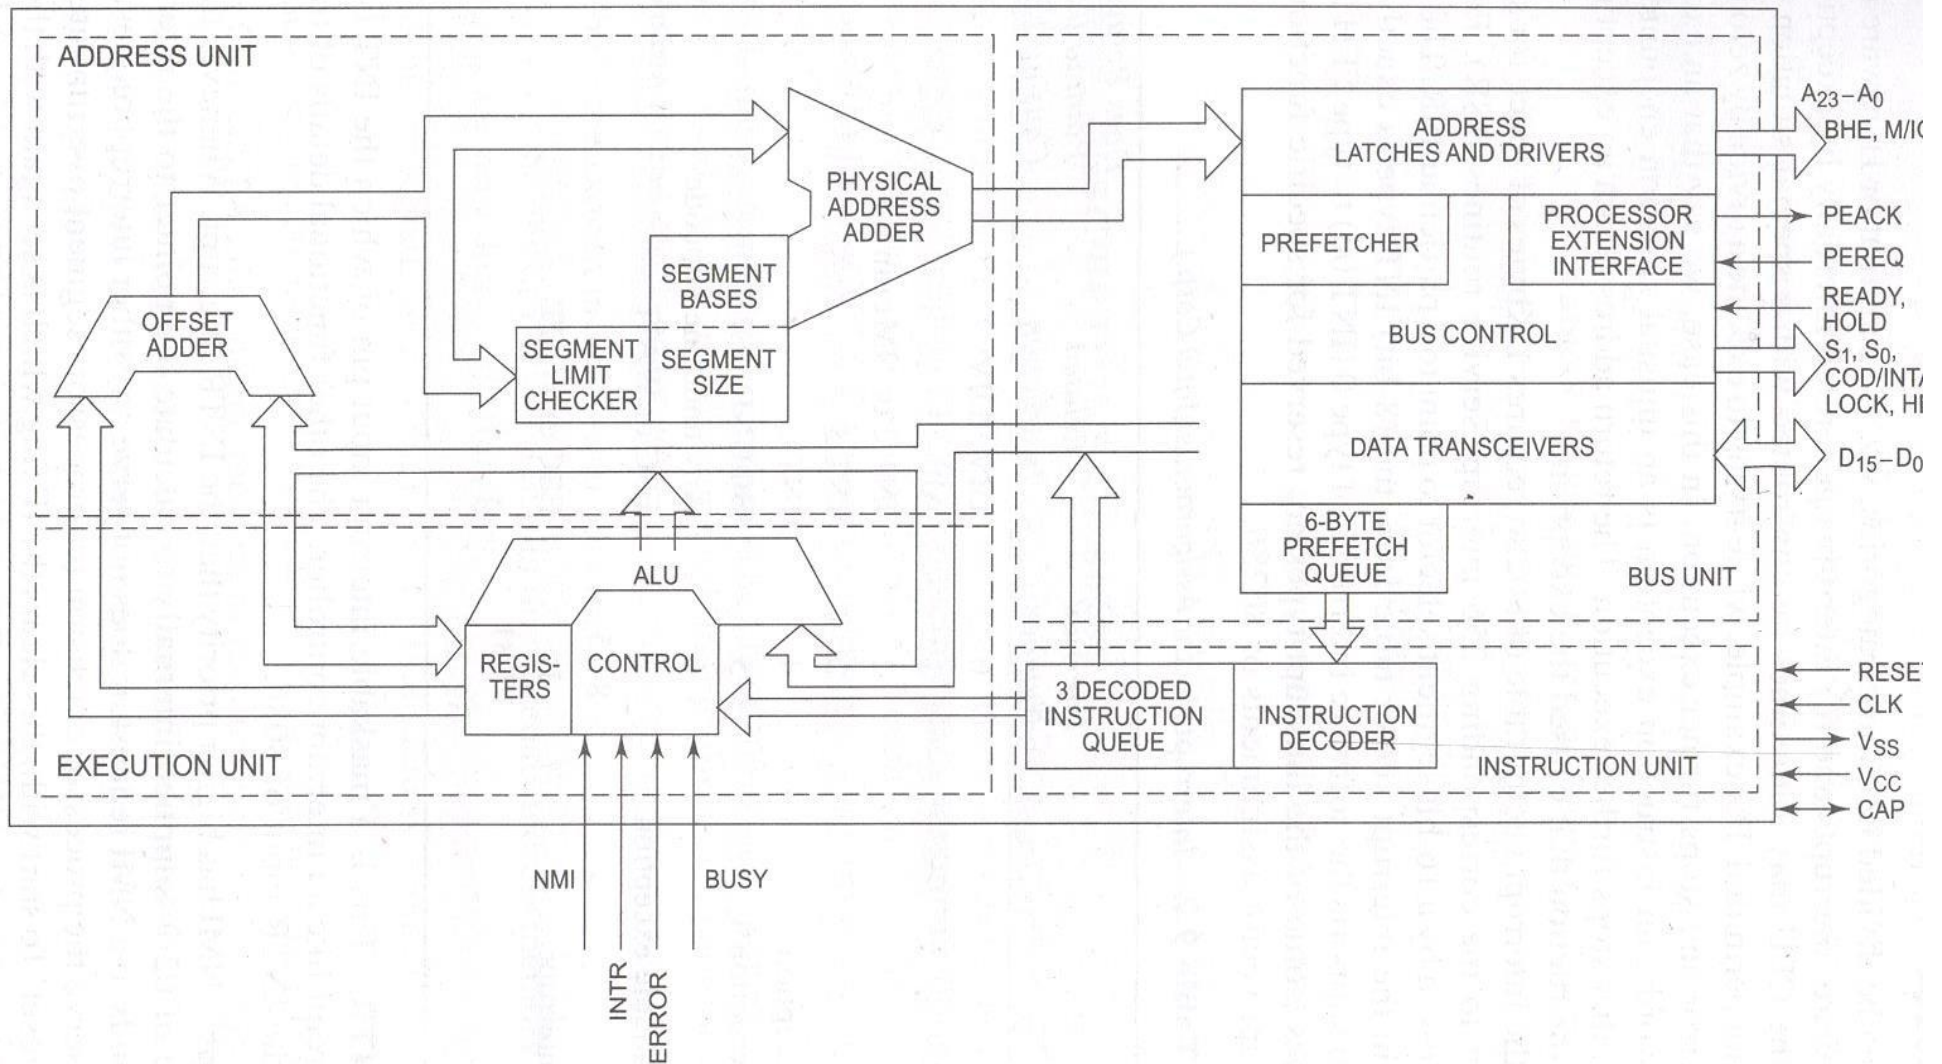 ADDRESS UNIT
OFFSET
ADDER
SEGMENT
LIMIT
CHECKER
SEGMENT
BASES
SEGMENT
SIZE
PHYSICAL
ADDRESS
ADDER
ADDRESS
LATCHES AND DRIVERS
PREFETCHER
PROCESSOR
EXTENSION
INTERFACE
BUS CONTROL
DATA TRANSCEIVERS
6-BYTE
PREFETCH
QUEUE
BUS UNIT
A23–A0
BHE, M/IO
PEACK
PEREQ
READY,
HOLD
S1, S0,
COD/INTA
LOCK, HL
D15–D0
ALU
REGIS-
TERS
CONTROL
EXECUTION UNIT
3 DECODED
INSTRUCTION
QUEUE
INSTRUCTION
DECODER
INSTRUCTION UNIT
RESET
CLK
VSS
VCC
CAP
NMI
INTR
ERROR
BUSY